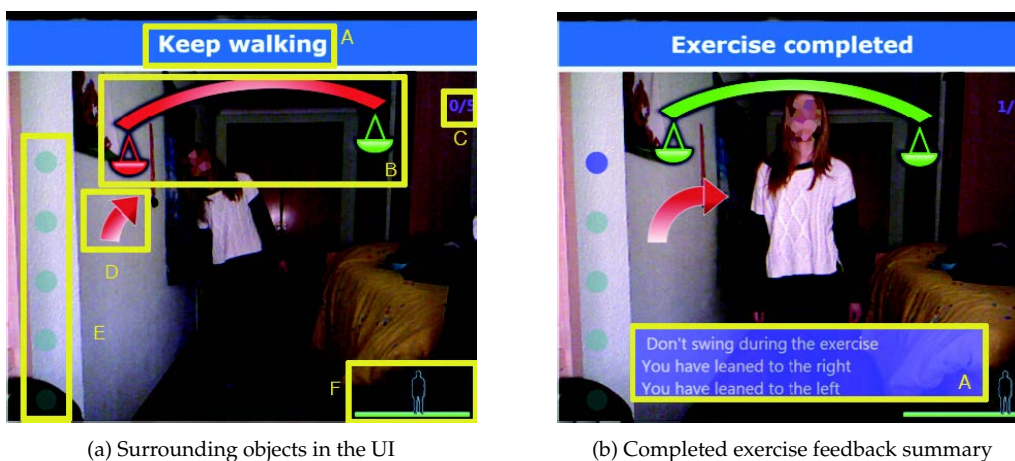 Keep walking
A
B
0/5
C
D
E
F
(a) Surrounding objects in the UI
Exercise completed
1/
Don't swing during the exercise
You have leaned to the right
You have leaned to the left
A
(b) Completed exercise feedback summary